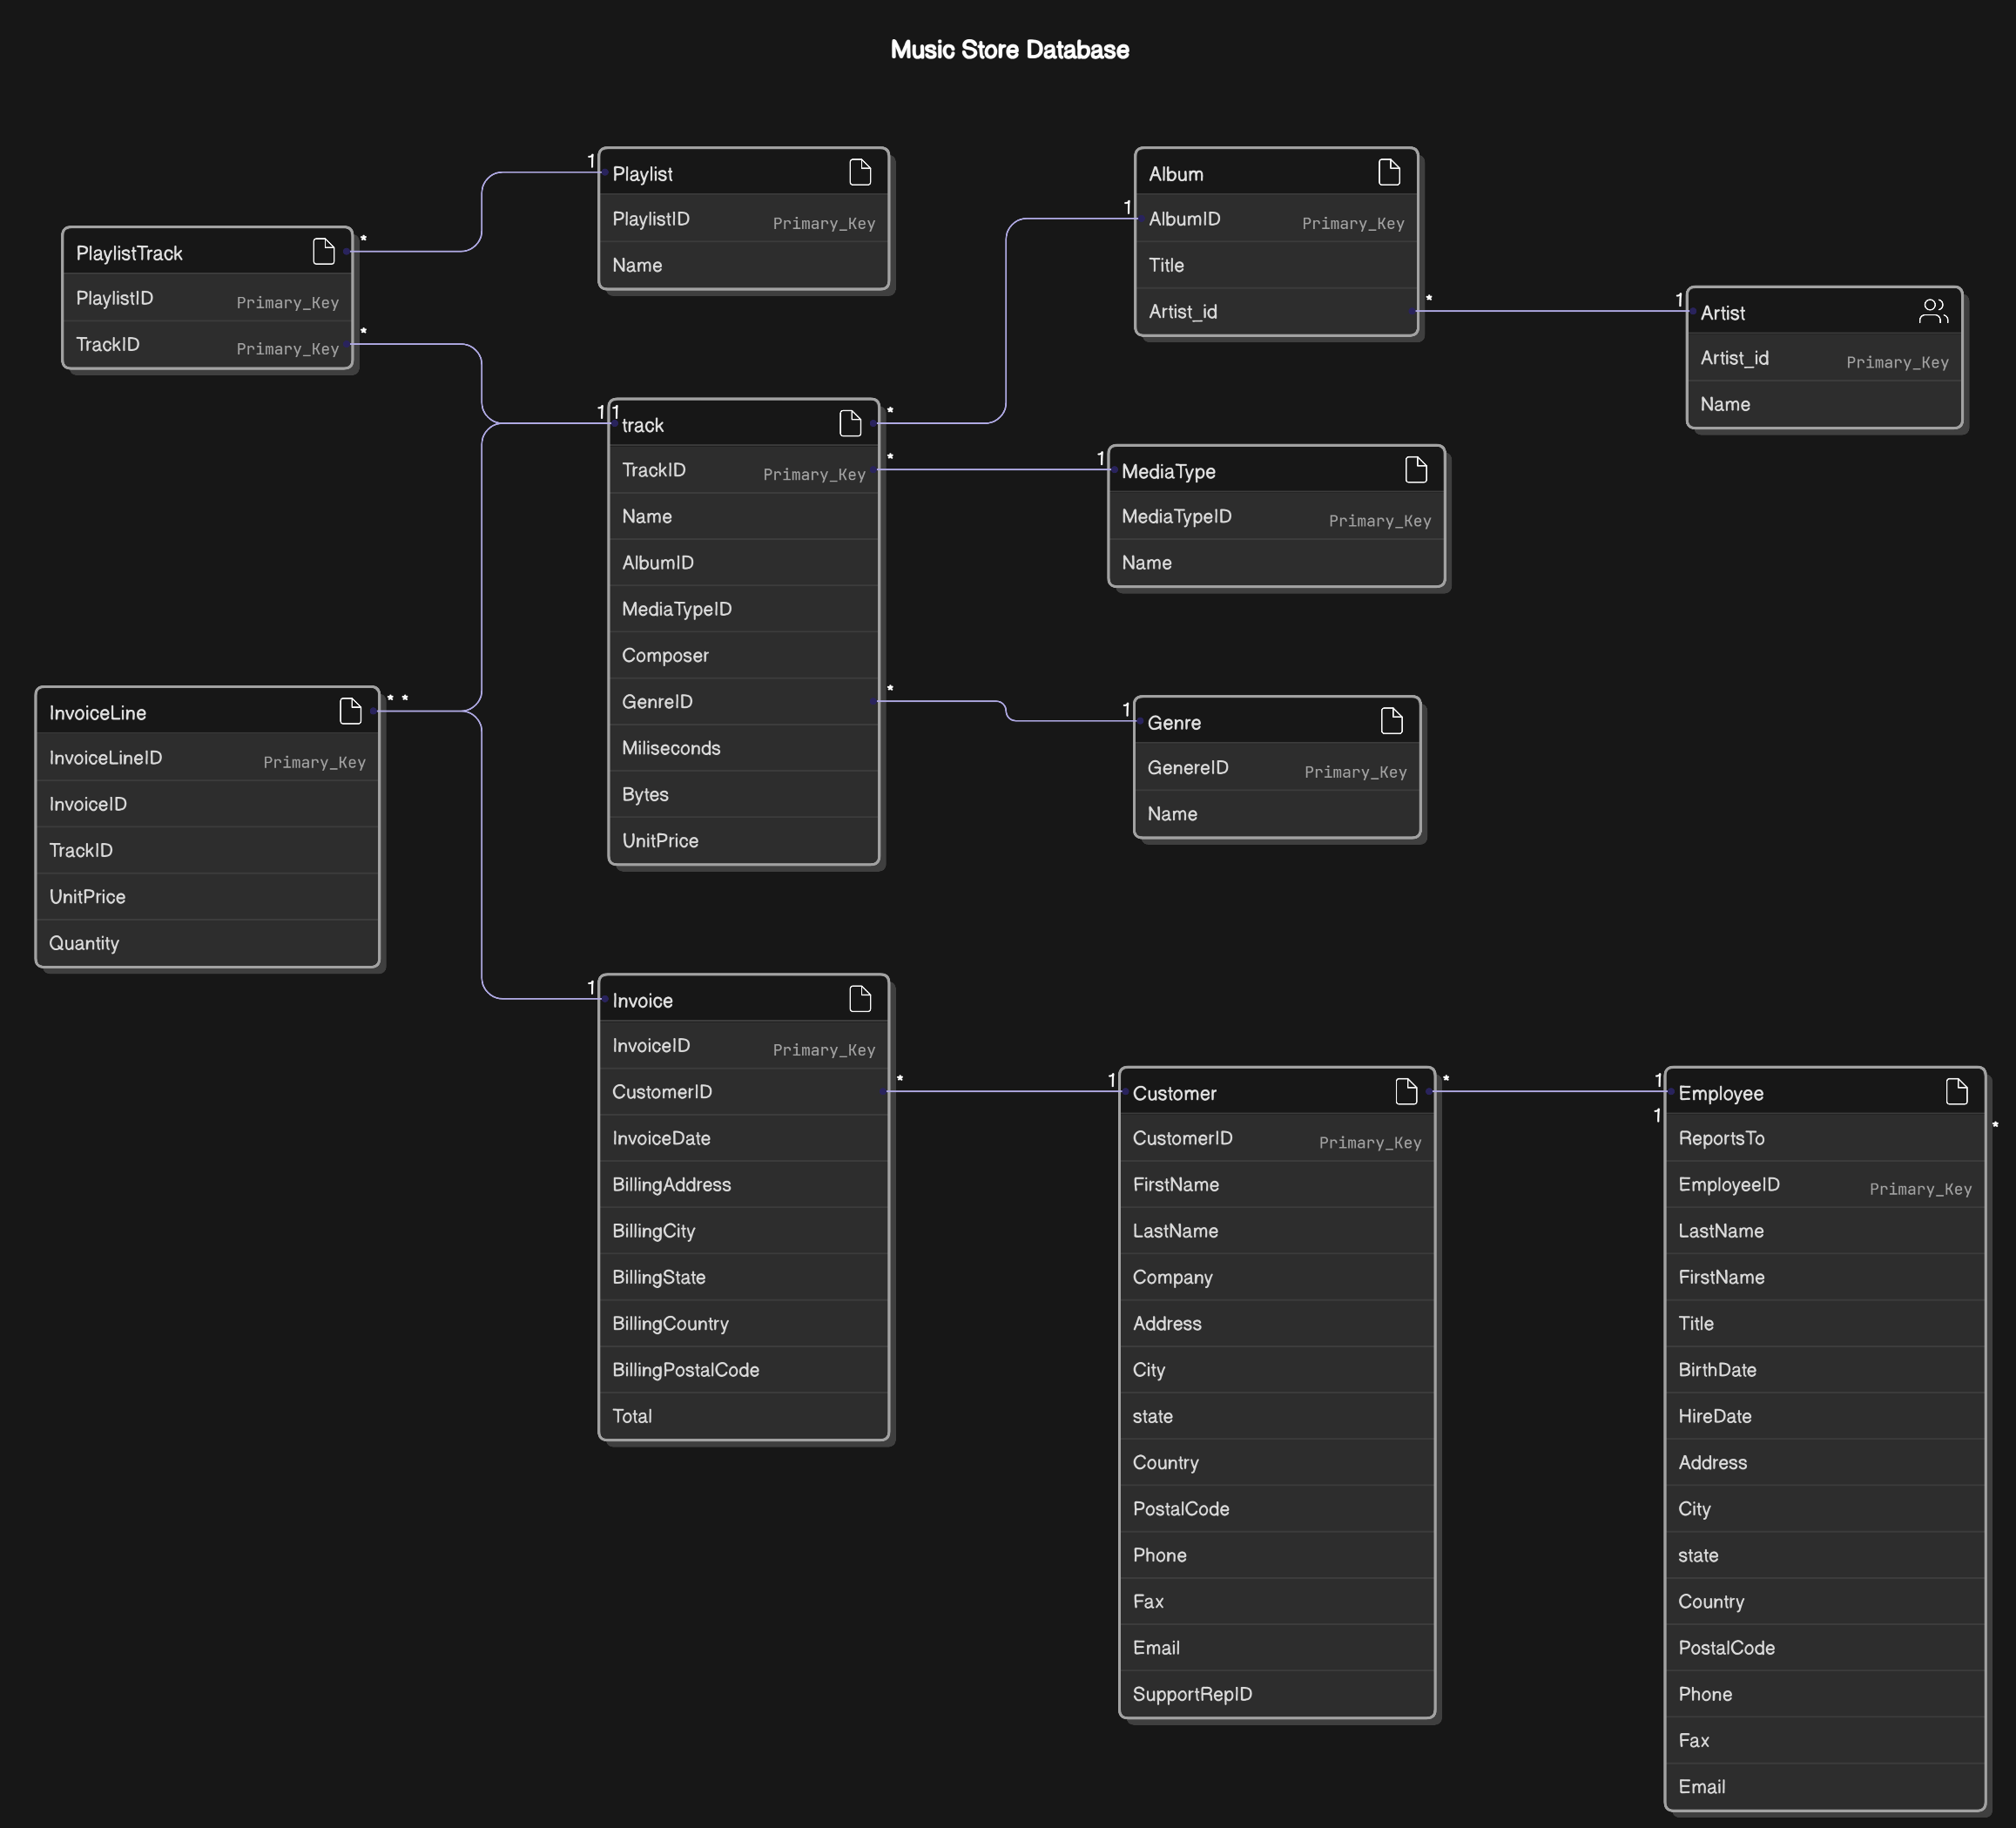 Music Store Database
1
Playlist
PlaylistID Primary_Key
Name
*
PlaylistTrack
PlaylistID Primary_Key
*
TrackID Primary_Key
Album
1
AlbumID Primary_Key
Title
Artist_id
*
1
Artist
Artist_id Primary_Key
Name
1 1
track
*
TrackID Primary_Key
*
Name
AlbumID
MediaTypeID
Composer
*
GenreID
Miliseconds
Bytes
UnitPrice
1
MediaType
MediaTypeID Primary_Key
Name
1
Genre
GenereID Primary_Key
Name
* *
InvoiceLine
InvoiceLineID Primary_Key
InvoiceID
TrackID
UnitPrice
Quantity
1
Invoice
InvoiceID Primary_Key
*
CustomerID
InvoiceDate
BillingAddress
BillingCity
BillingState
BillingCountry
BillingPostalCode
Total
1
Customer
*
CustomerID Primary_Key
FirstName
LastName
Company
Address
City
state
Country
PostalCode
Phone
Fax
Email
SupportRepID
1
Employee
1
*
ReportsTo
EmployeeID Primary_Key
LastName
FirstName
Title
BirthDate
HireDate
Address
City
state
Country
PostalCode
Phone
Fax
Email